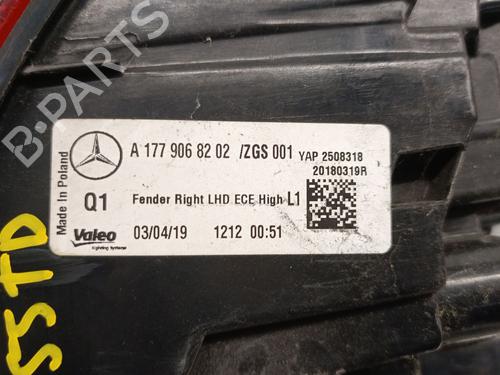 B-PARTS
Made In Poland
A 177 906 82 02 /ZGS 001 YAP 2508318
20180319R
Q1 Fender Right LHD ECE High L1
Valeo
lighting systems
03/04/19 1212 00:51
55TD